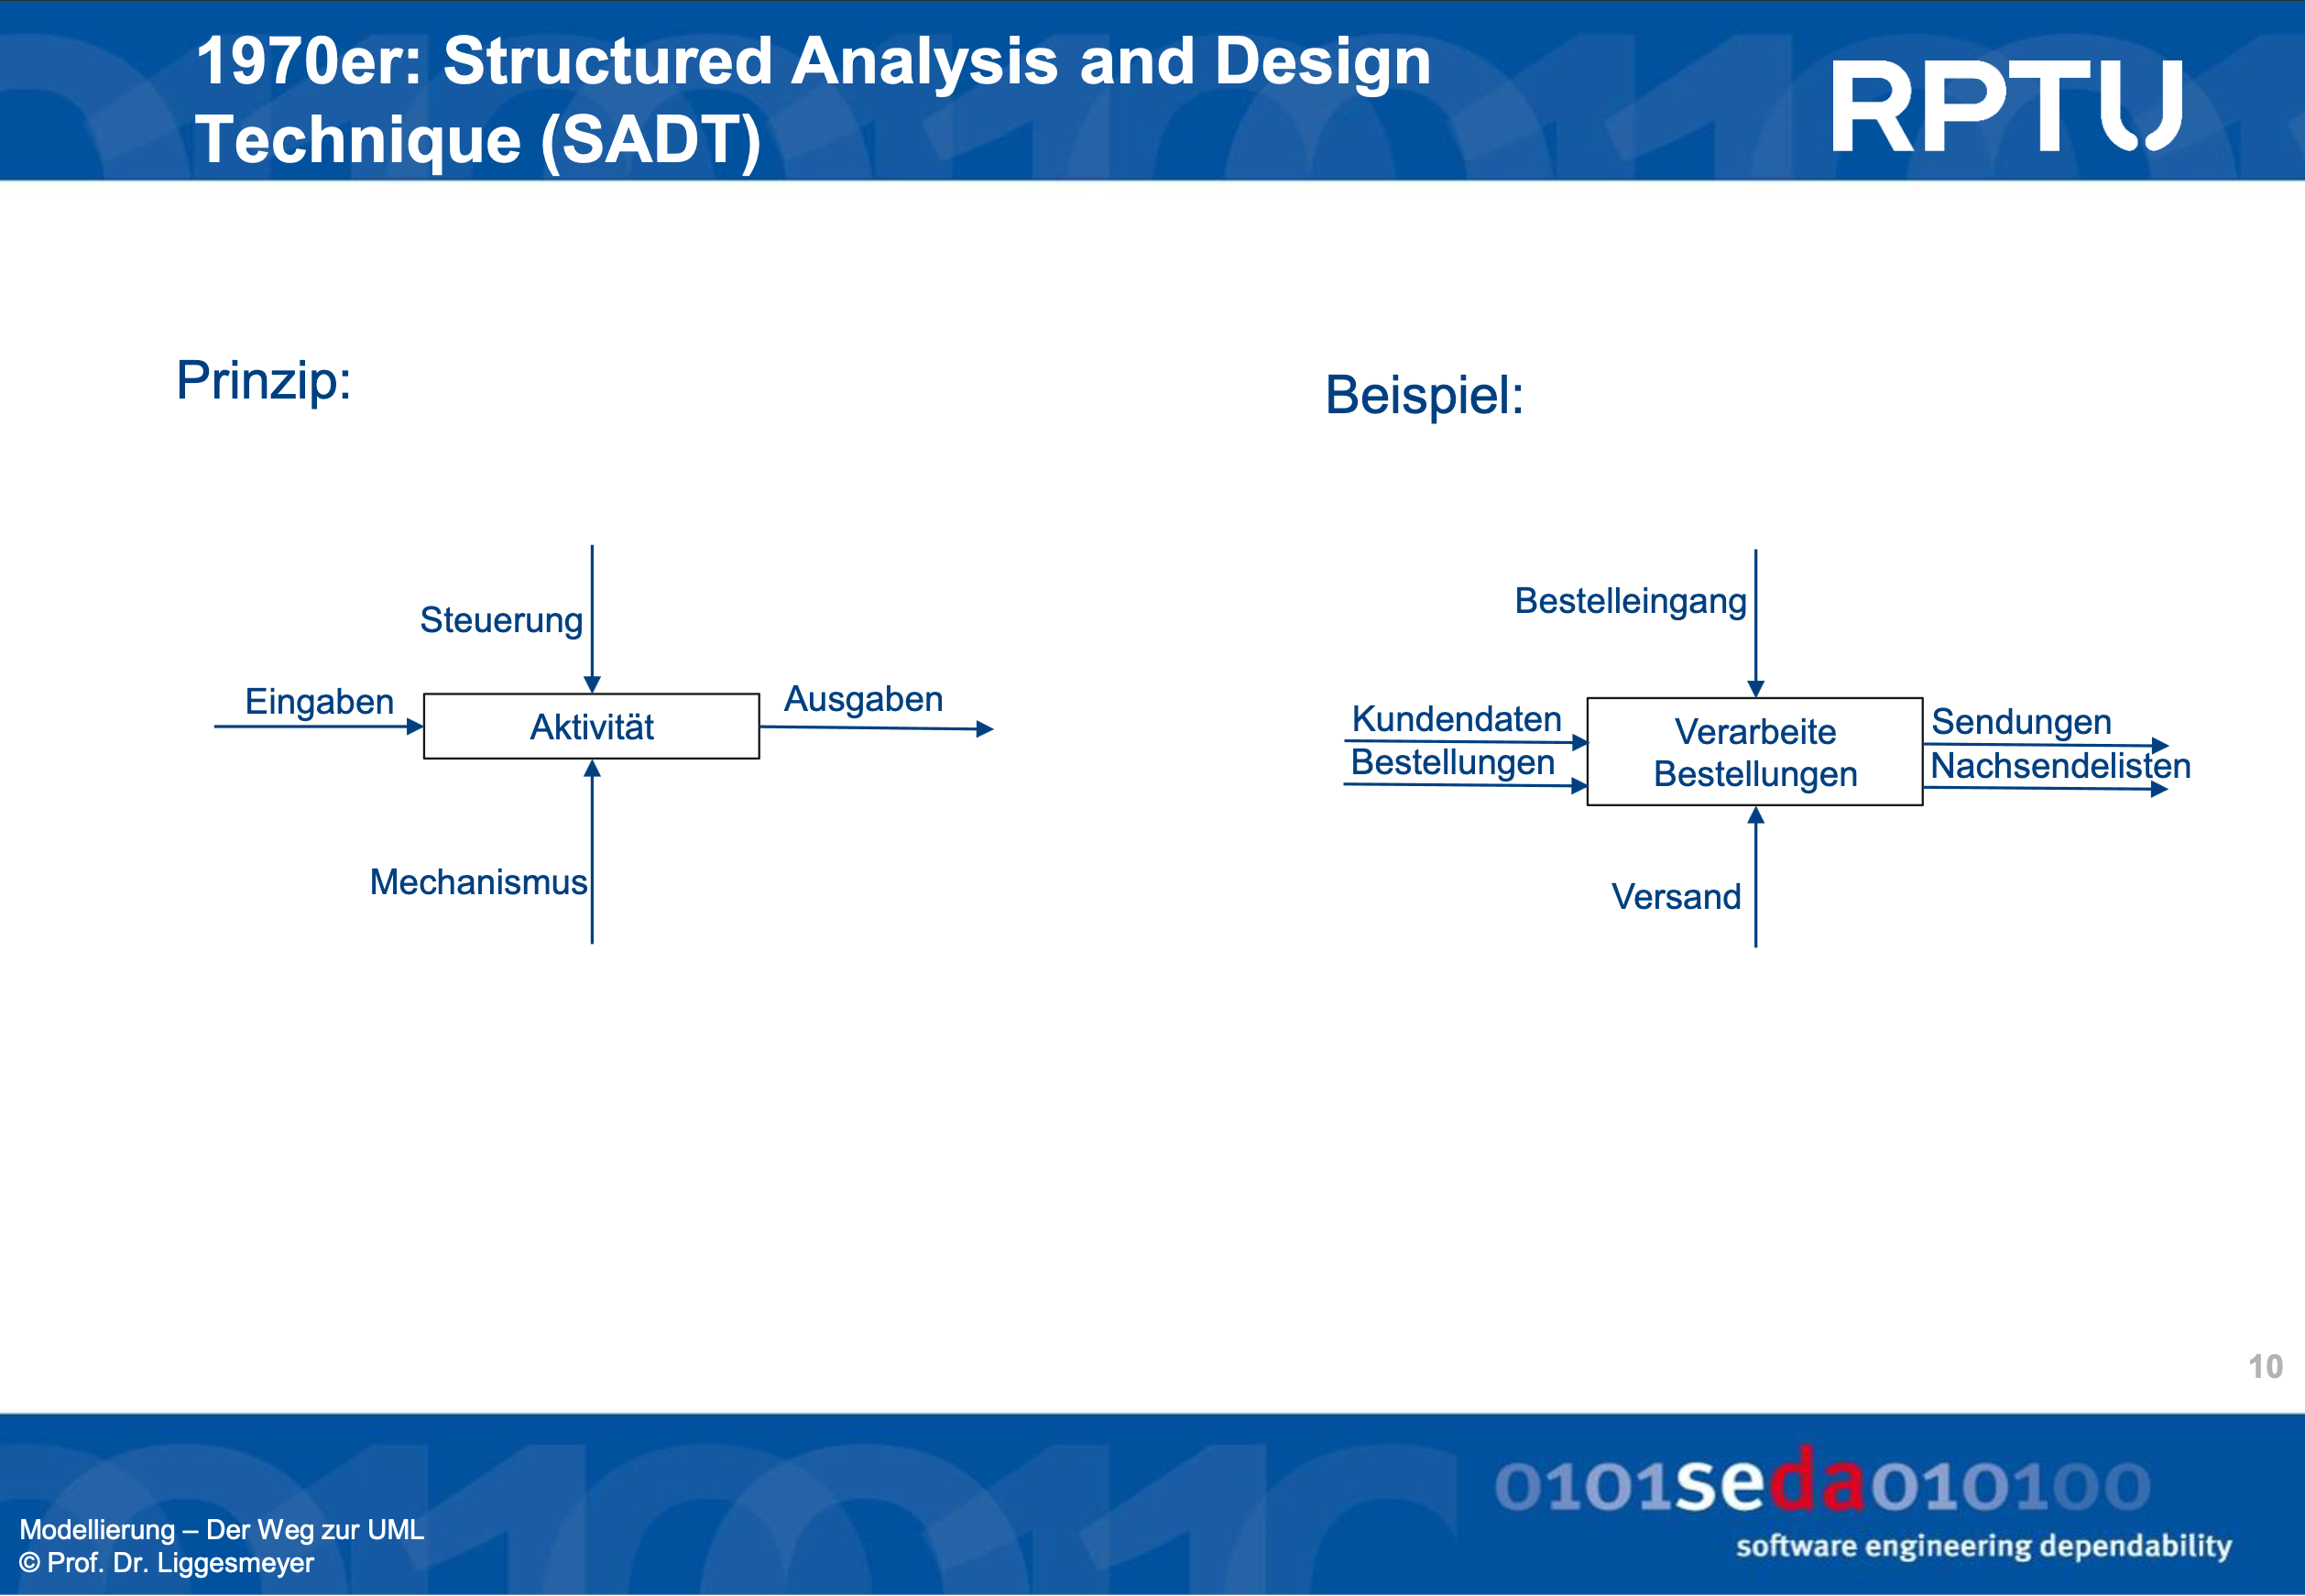 1970er: Structured Analysis and Design
Technique (SADT)
RPTU
Prinzip:
Steuerung
Eingaben
Aktivität
Ausgaben
Mechanismus
Beispiel:
Bestelleingang
Kundendaten
Bestellungen
Verarbeite
Bestellungen
Sendungen
Nachsendelisten
Versand
10
Modellierung – Der Weg zur UML
© Prof. Dr. Liggesmeyer
0101seda010100
software engineering dependability